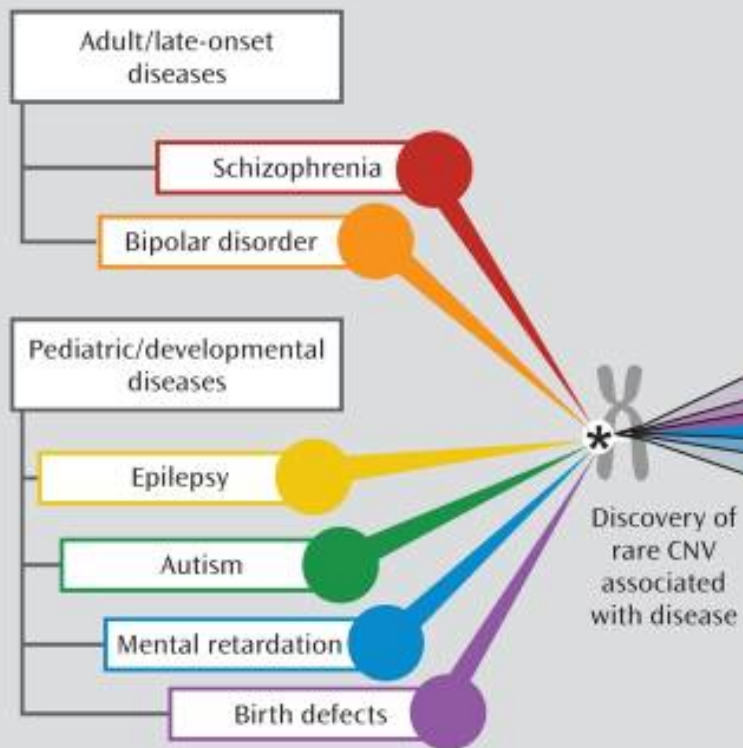 Adult/late-onset
diseases
Schizophrenia
Bipolar disorder
Pediatric/developmental
diseases
Epilepsy
Autism
Mental retardation
Birth defects
*
Discovery of
rare CNV
associated
with disease